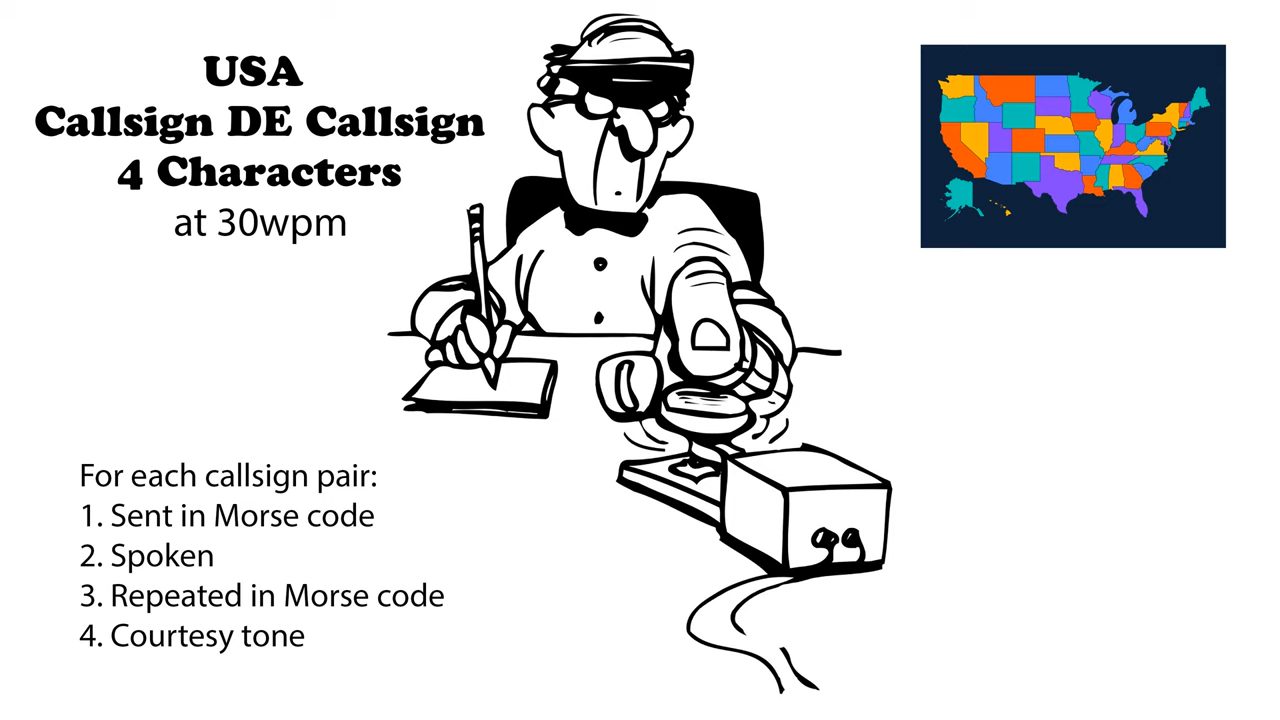 USA
Callsign DE Callsign
4 Characters
at 30wpm
For each callsign pair:
1. Sent in Morse code
2. Spoken
3. Repeated in Morse code
4. Courtesy tone